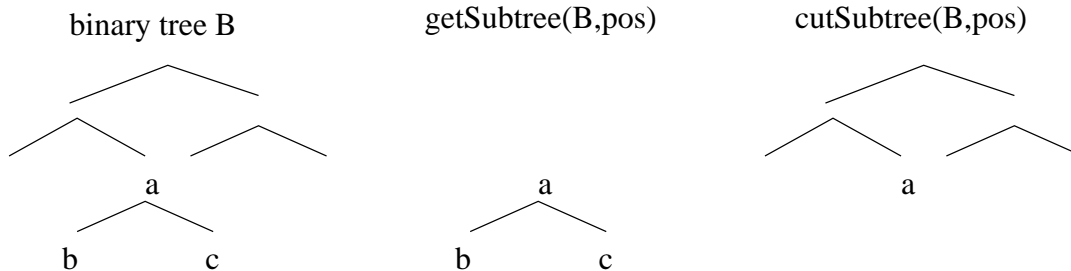 binary tree B
getSubtree(B,pos)
cutSubtree(B,pos)
a
b c
a
b c
a